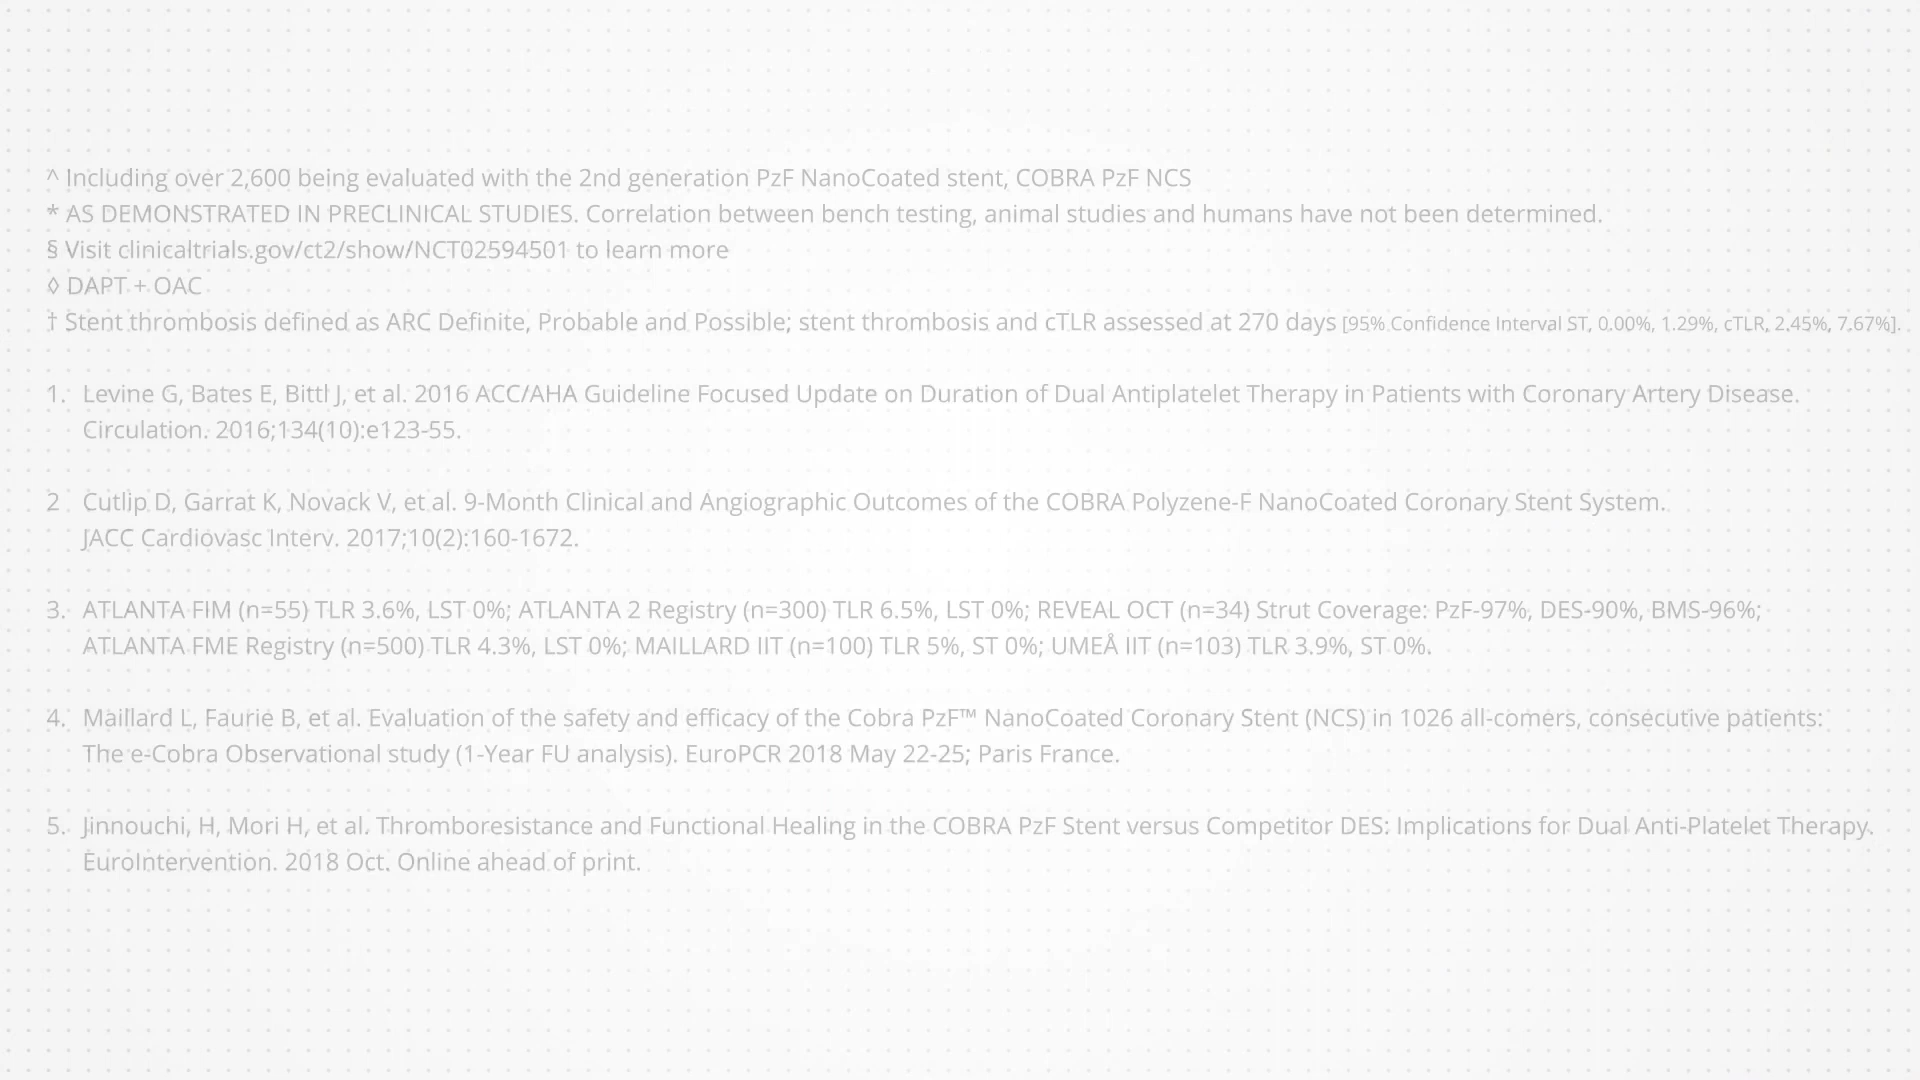 ^ Including over 2,600 being evaluated with the 2nd generation PzF NanoCoated stent, COBRA PzF NCS
* AS DEMONSTRATED IN PRECLINICAL STUDIES. Correlation between bench testing, animal studies and humans have not been determined.
§ Visit clinicaltrials.gov/ct2/show/NCT02594501 to learn more
◊ DAPT + OAC
† Stent thrombosis defined as ARC Definite, Probable and Possible; stent thrombosis and cTLR assessed at 270 days [95% Confidence Interval ST, 0.00%, 1.29%, cTLR, 2.45%, 7.67%].
1. Levine G, Bates E, Bittl J, et al. 2016 ACC/AHA Guideline Focused Update on Duration of Dual Antiplatelet Therapy in Patients with Coronary Artery Disease.
Circulation. 2016;134(10):e123-55.
2 Cutlip D, Garrat K, Novack V, et al. 9-Month Clinical and Angiographic Outcomes of the COBRA Polyzene-F NanoCoated Coronary Stent System.
JACC Cardiovasc Interv. 2017;10(2):160-1672.
3. ATLANTA FIM (n=55) TLR 3.6%, LST 0%; ATLANTA 2 Registry (n=300) TLR 6.5%, LST 0%; REVEAL OCT (n=34) Strut Coverage: PzF-97%, DES-90%, BMS-96%;
ATLANTA FME Registry (n=500) TLR 4.3%, LST 0%; MAILLARD IIT (n=100) TLR 5%, ST 0%; UMEÅ IIT (n=103) TLR 3.9%, ST 0%.
4. Maillard L, Faurie B, et al. Evaluation of the safety and efficacy of the Cobra PzF™ NanoCoated Coronary Stent (NCS) in 1026 all-comers, consecutive patients:
The e-Cobra Observational study (1-Year FU analysis). EuroPCR 2018 May 22-25; Paris France.
5. Jinnouchi, H, Mori H, et al. Thromboresistance and Functional Healing in the COBRA PzF Stent versus Competitor DES: Implications for Dual Anti-Platelet Therapy.
EuroIntervention. 2018 Oct. Online ahead of print.